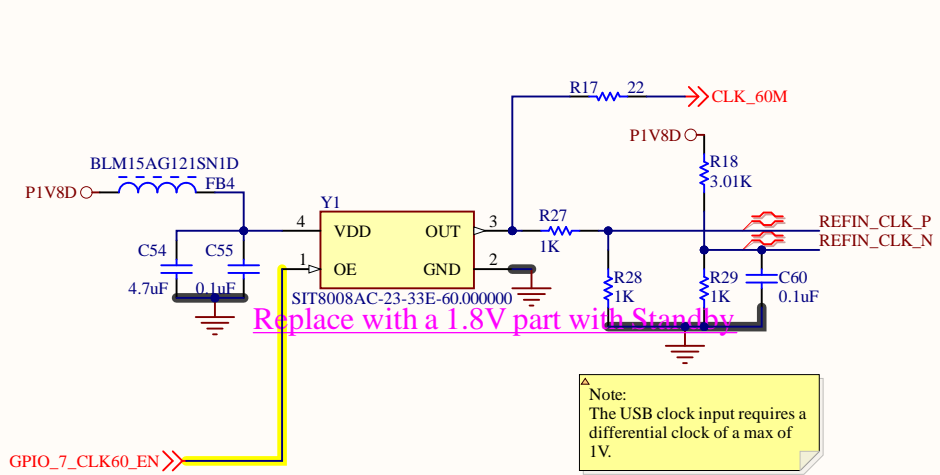 R17 22
CLK_60M
P1V8D
BLM15AG121SN1D
P1V8D
FB4
R18
3.01K
Y1
4
VDD
OUT
3
R27
1K
REFIN_CLK_P
REFIN_CLK_N
C54
4.7uF
C55
0.1uF
1
OE
GND
2
R28
1K
R29
1K
C60
0.1uF
SIT8008AC-23-33E-60.000000
Replace with a 1.8V part with Standby
Note:
The USB clock input requires a
differential clock of a max of
1V.
GPIO_7_CLK60_EN